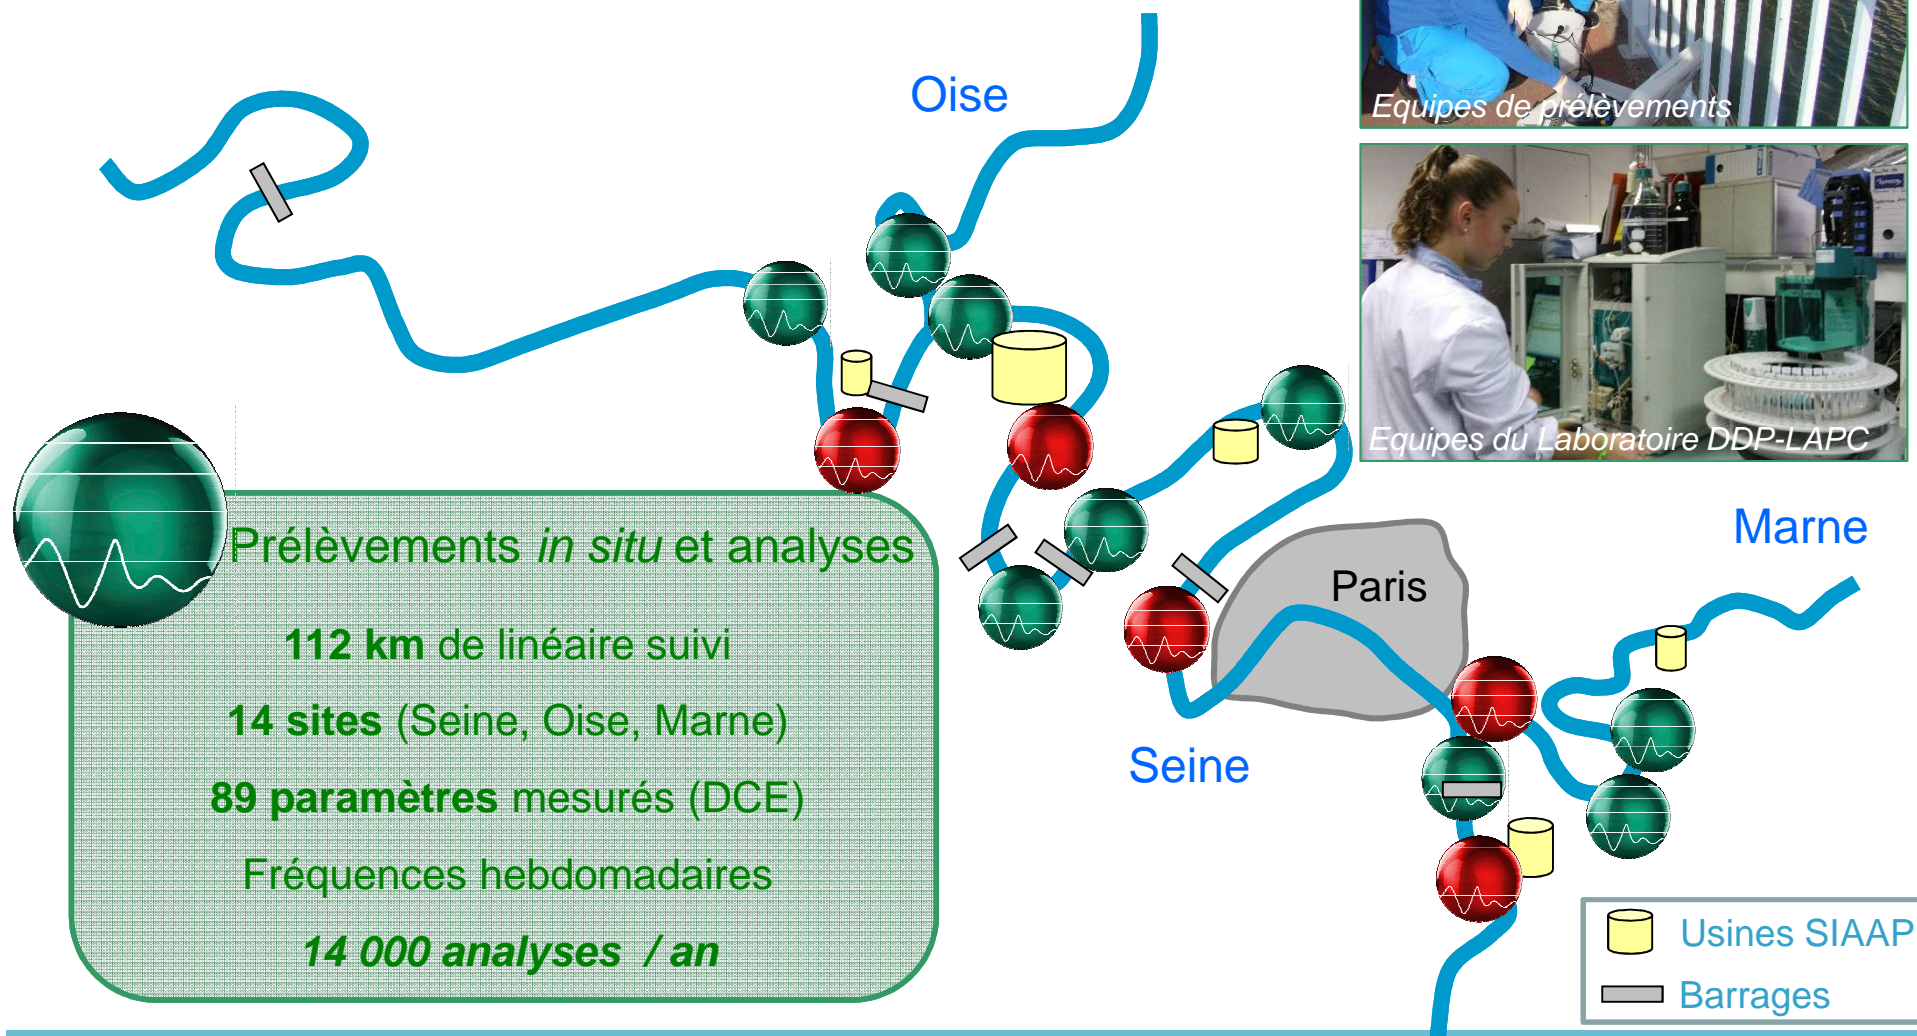 Oise
Equipes de prélèvements
Equipes du Laboratoire DDP-LAPC
Marne
Paris
Seine
Prélèvements in situ et analyses
112 km de linéaire suivi
14 sites (Seine, Oise, Marne)
89 paramètres mesurés (DCE)
Fréquences hebdomadaires
14 000 analyses / an
Usines SIAAP
Barrages